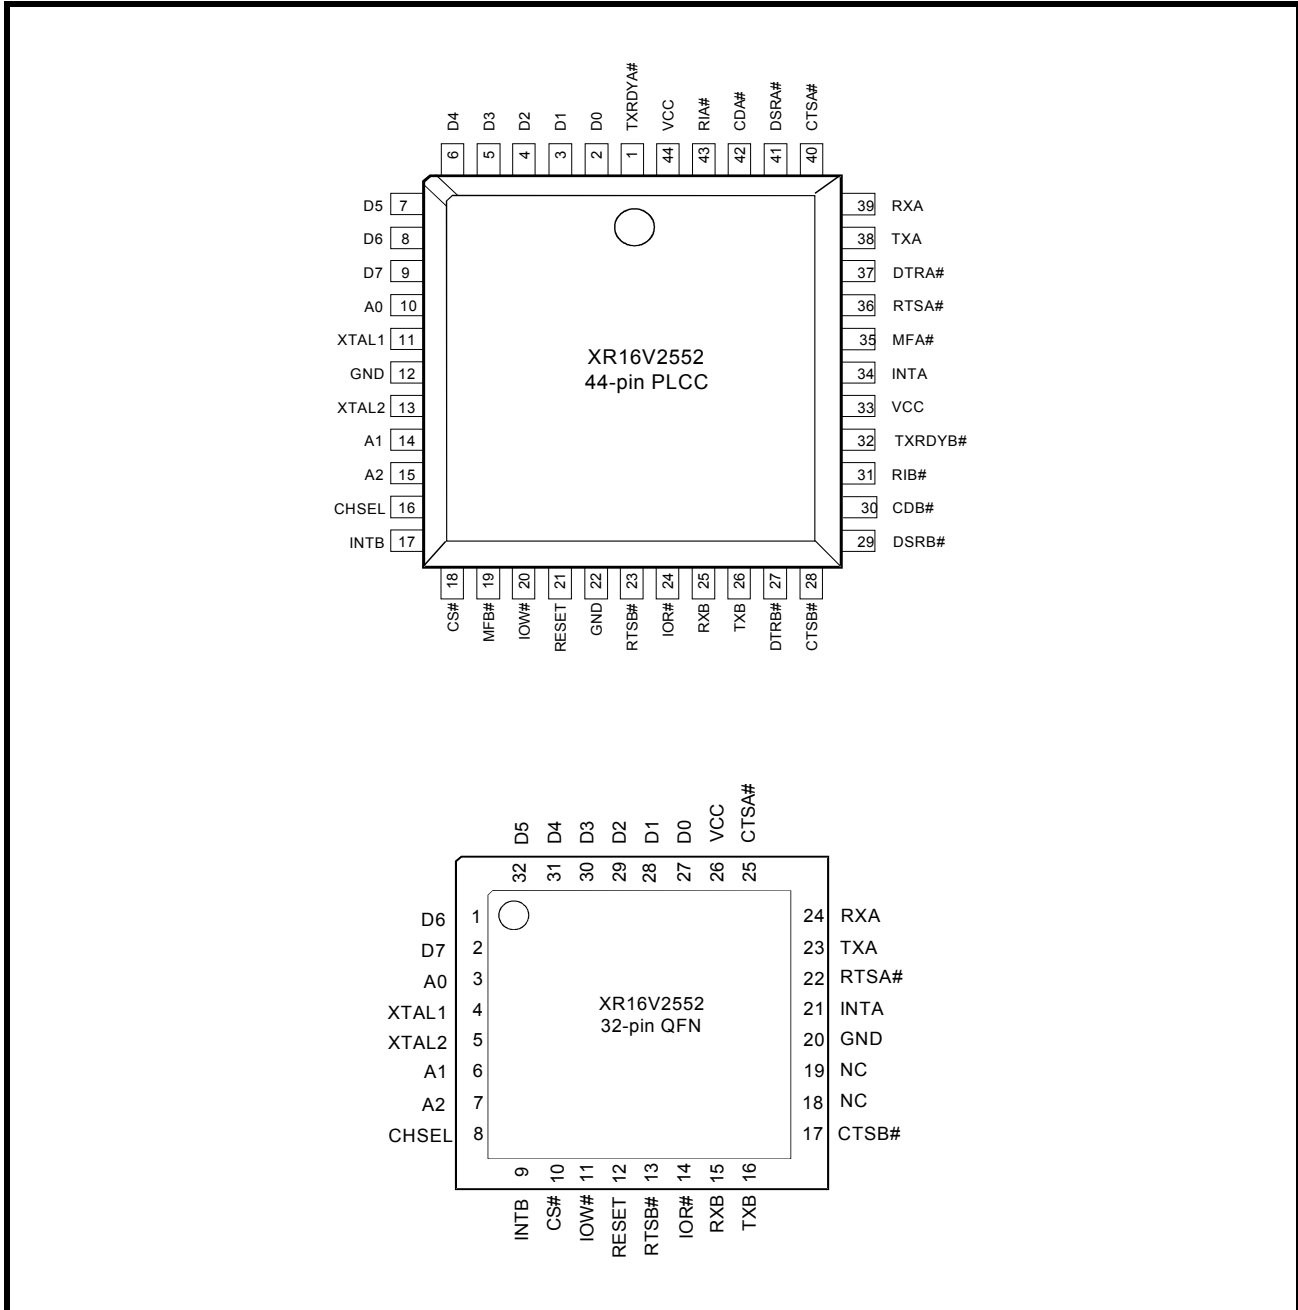 D4
D3
D2
D1
D0
TXRDYA#
VCC
RIA#
CDA#
DSRA#
CTSA#
6
5
4
3
2
1
44
43
42
41
40
D5 7
D6 8
D7 9
A0 10
XTAL1 11
GND 12
XTAL2 13
A1 14
A2 15
CHSEL 16
INTB 17
XR16V2552
44-pin PLCC
39 RXA
38 TXA
37 DTRA#
36 RTSA#
35 MFA#
34 INTA
33 VCC
32 TXRDYB#
31 RIB#
30 CDB#
29 DSRB#
18
19
20
21
22
23
24
25
26
27
28
CS#
MFB#
IOW#
RESET
GND
RTSB#
IOR#
RXB
TXB
DTRB#
CTSB#
D5
D4
D3
D2
D1
D0
VCC
CTSA#
32
31
30
29
28
27
26
25
D6 1
D7 2
A0 3
XTAL1 4
XTAL2 5
A1 6
A2 7
CHSEL 8
XR16V2552
32-pin QFN
24 RXA
23 TXA
22 RTSA#
21 INTA
20 GND
19 NC
18 NC
17 CTSB#
9
10
11
12
13
14
15
16
INTB
CS#
IOW#
RESET
RTSB#
IOR#
RXB
TXB